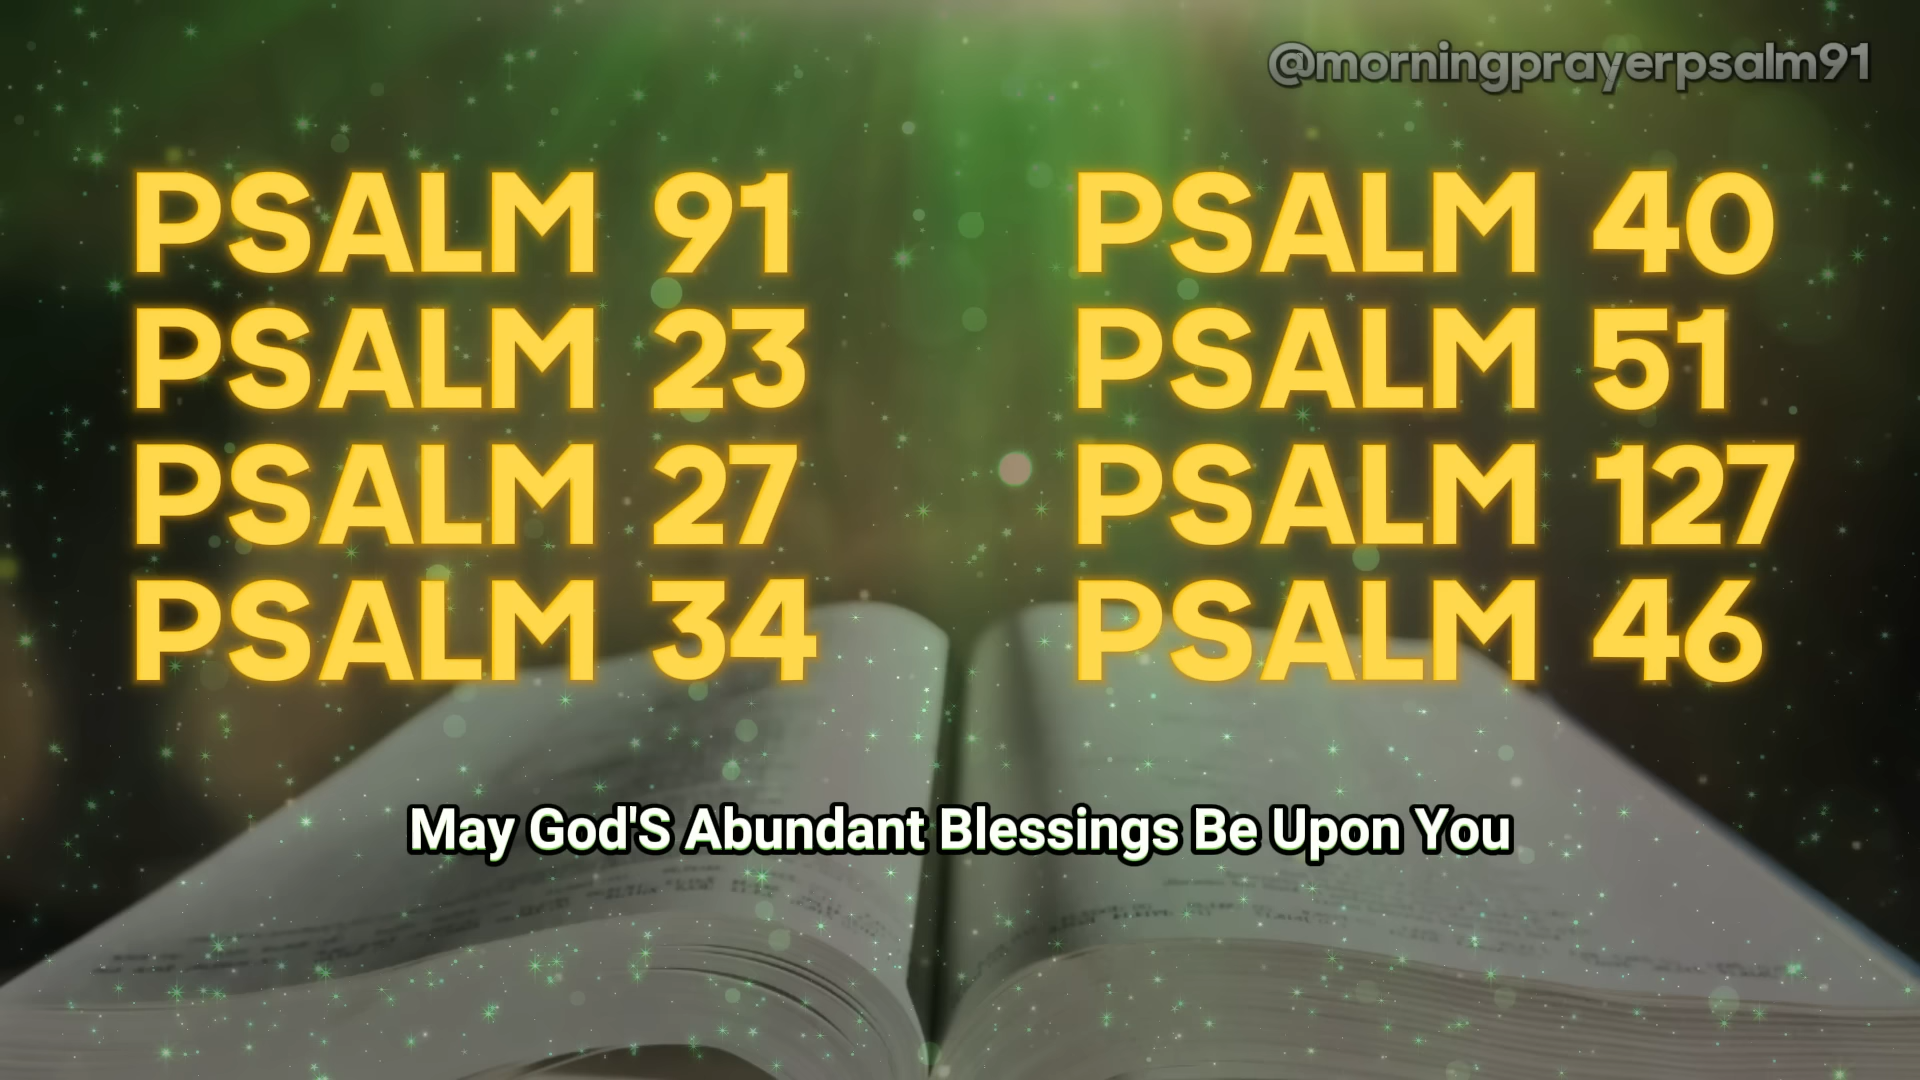 @morningprayerpsalm91
PSALM 91
PSALM 23
PSALM 27
PSALM 34
PSALM 40
PSALM 51
PSALM 127
PSALM 46
May God'S Abundant Blessings Be Upon You